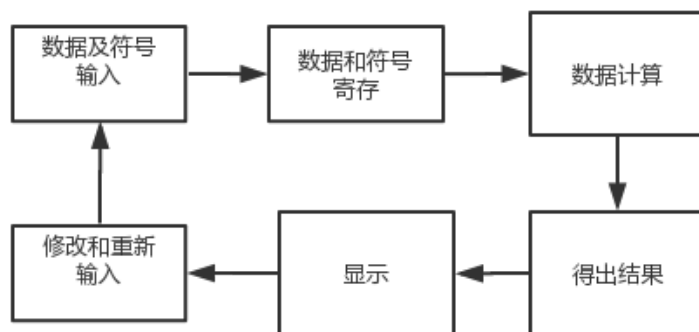 数据及符号
输入
数据和符号
寄存
数据计算
修改和重新
输入
显示
得出结果